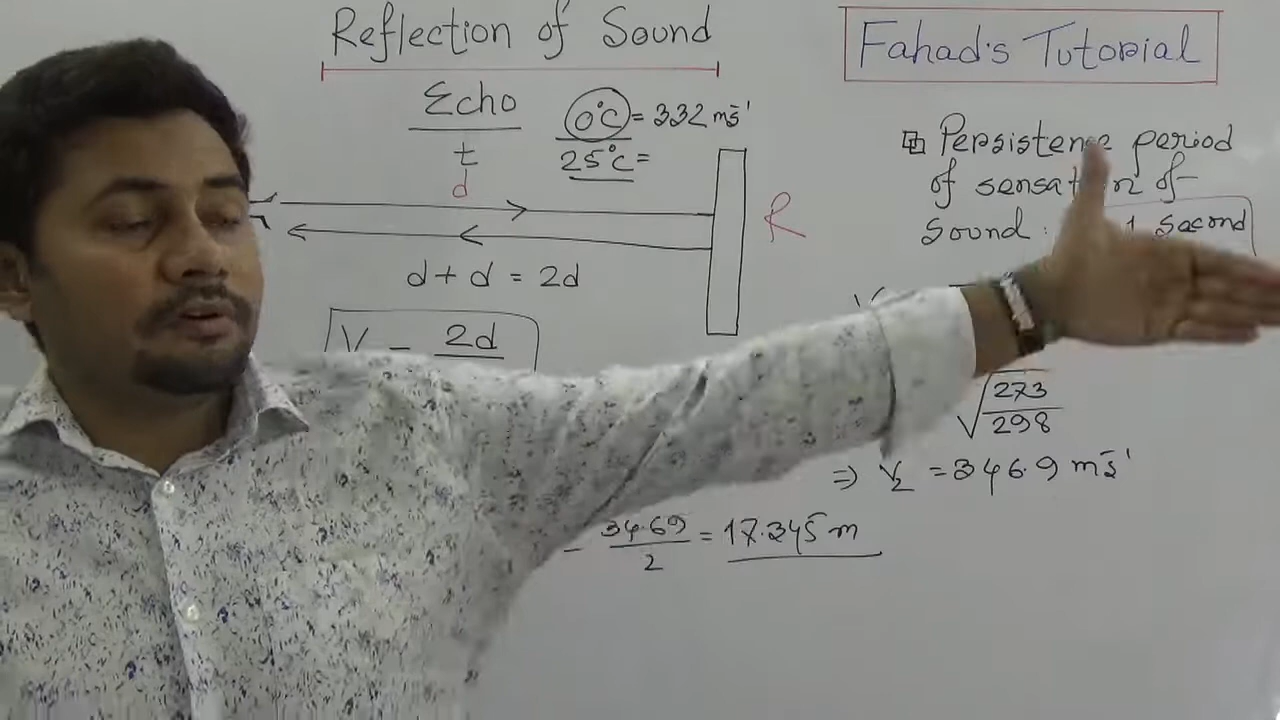 Reflection of Sound
Fahad's Tutorial
Echo
0°C = 332 ms⁻¹
25°C =
t
d
R
d + d = 2d
V = 2d
Persistence period
of sensation of
Sound : 1 second
√273/298
⇒ V₂ = 346.9 ms⁻¹
= 34.69/2 = 17.345 m